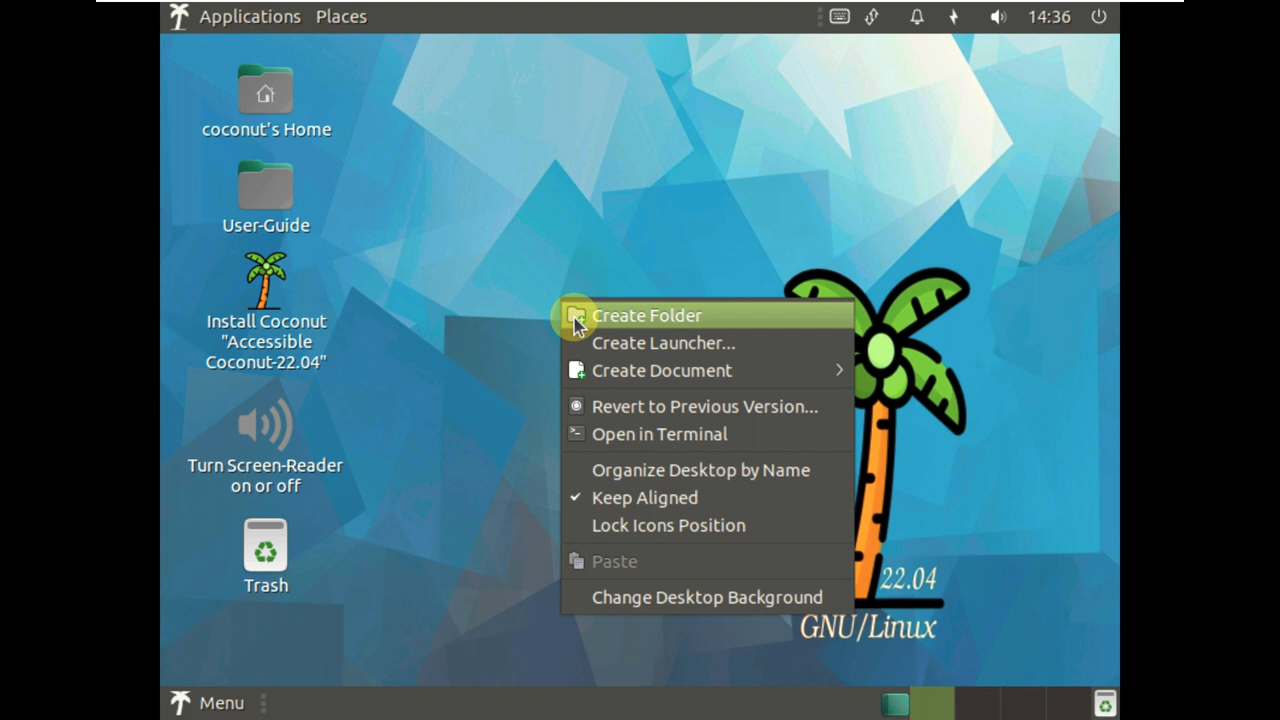 Applications Places 14:36
coconut's Home
User-Guide
Install Coconut
"Accessible
Coconut-22.04"
Turn Screen-Reader
on or off
Trash
Create Folder
Create Launcher...
Create Document
Revert to Previous Version...
Open in Terminal
Organize Desktop by Name
Keep Aligned
Lock Icons Position
Paste
Change Desktop Background
22.04
GNU/Linux
Menu